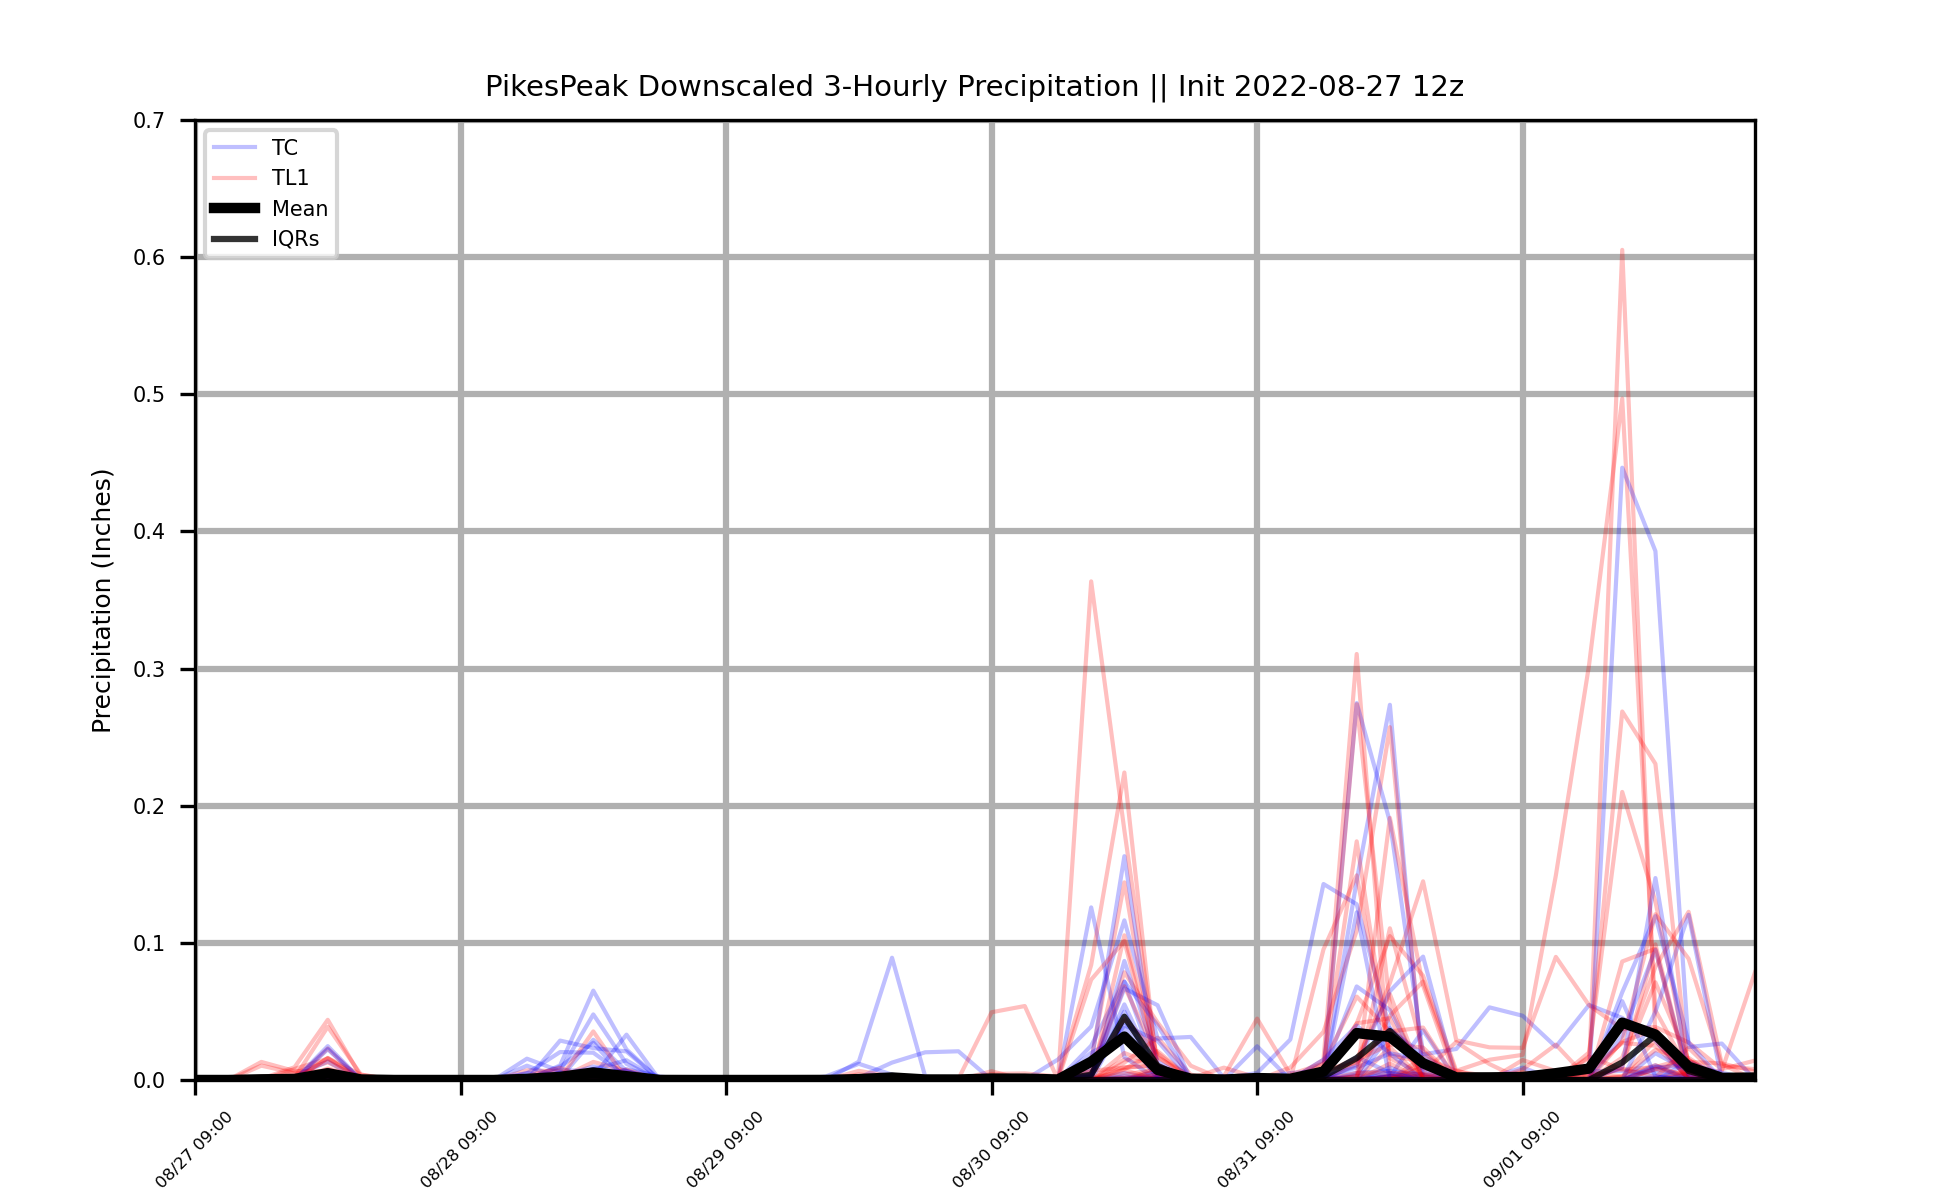 PikesPeak Downscaled 3-Hourly Precipitation || Init 2022-08-27 12z
TC
TL1
Mean
IQRs
Precipitation (Inches)
0.7
0.6
0.5
0.4
0.3
0.2
0.1
0.0
08/27 09:00
08/28 09:00
08/29 09:00
08/30 09:00
08/31 09:00
09/01 09:00